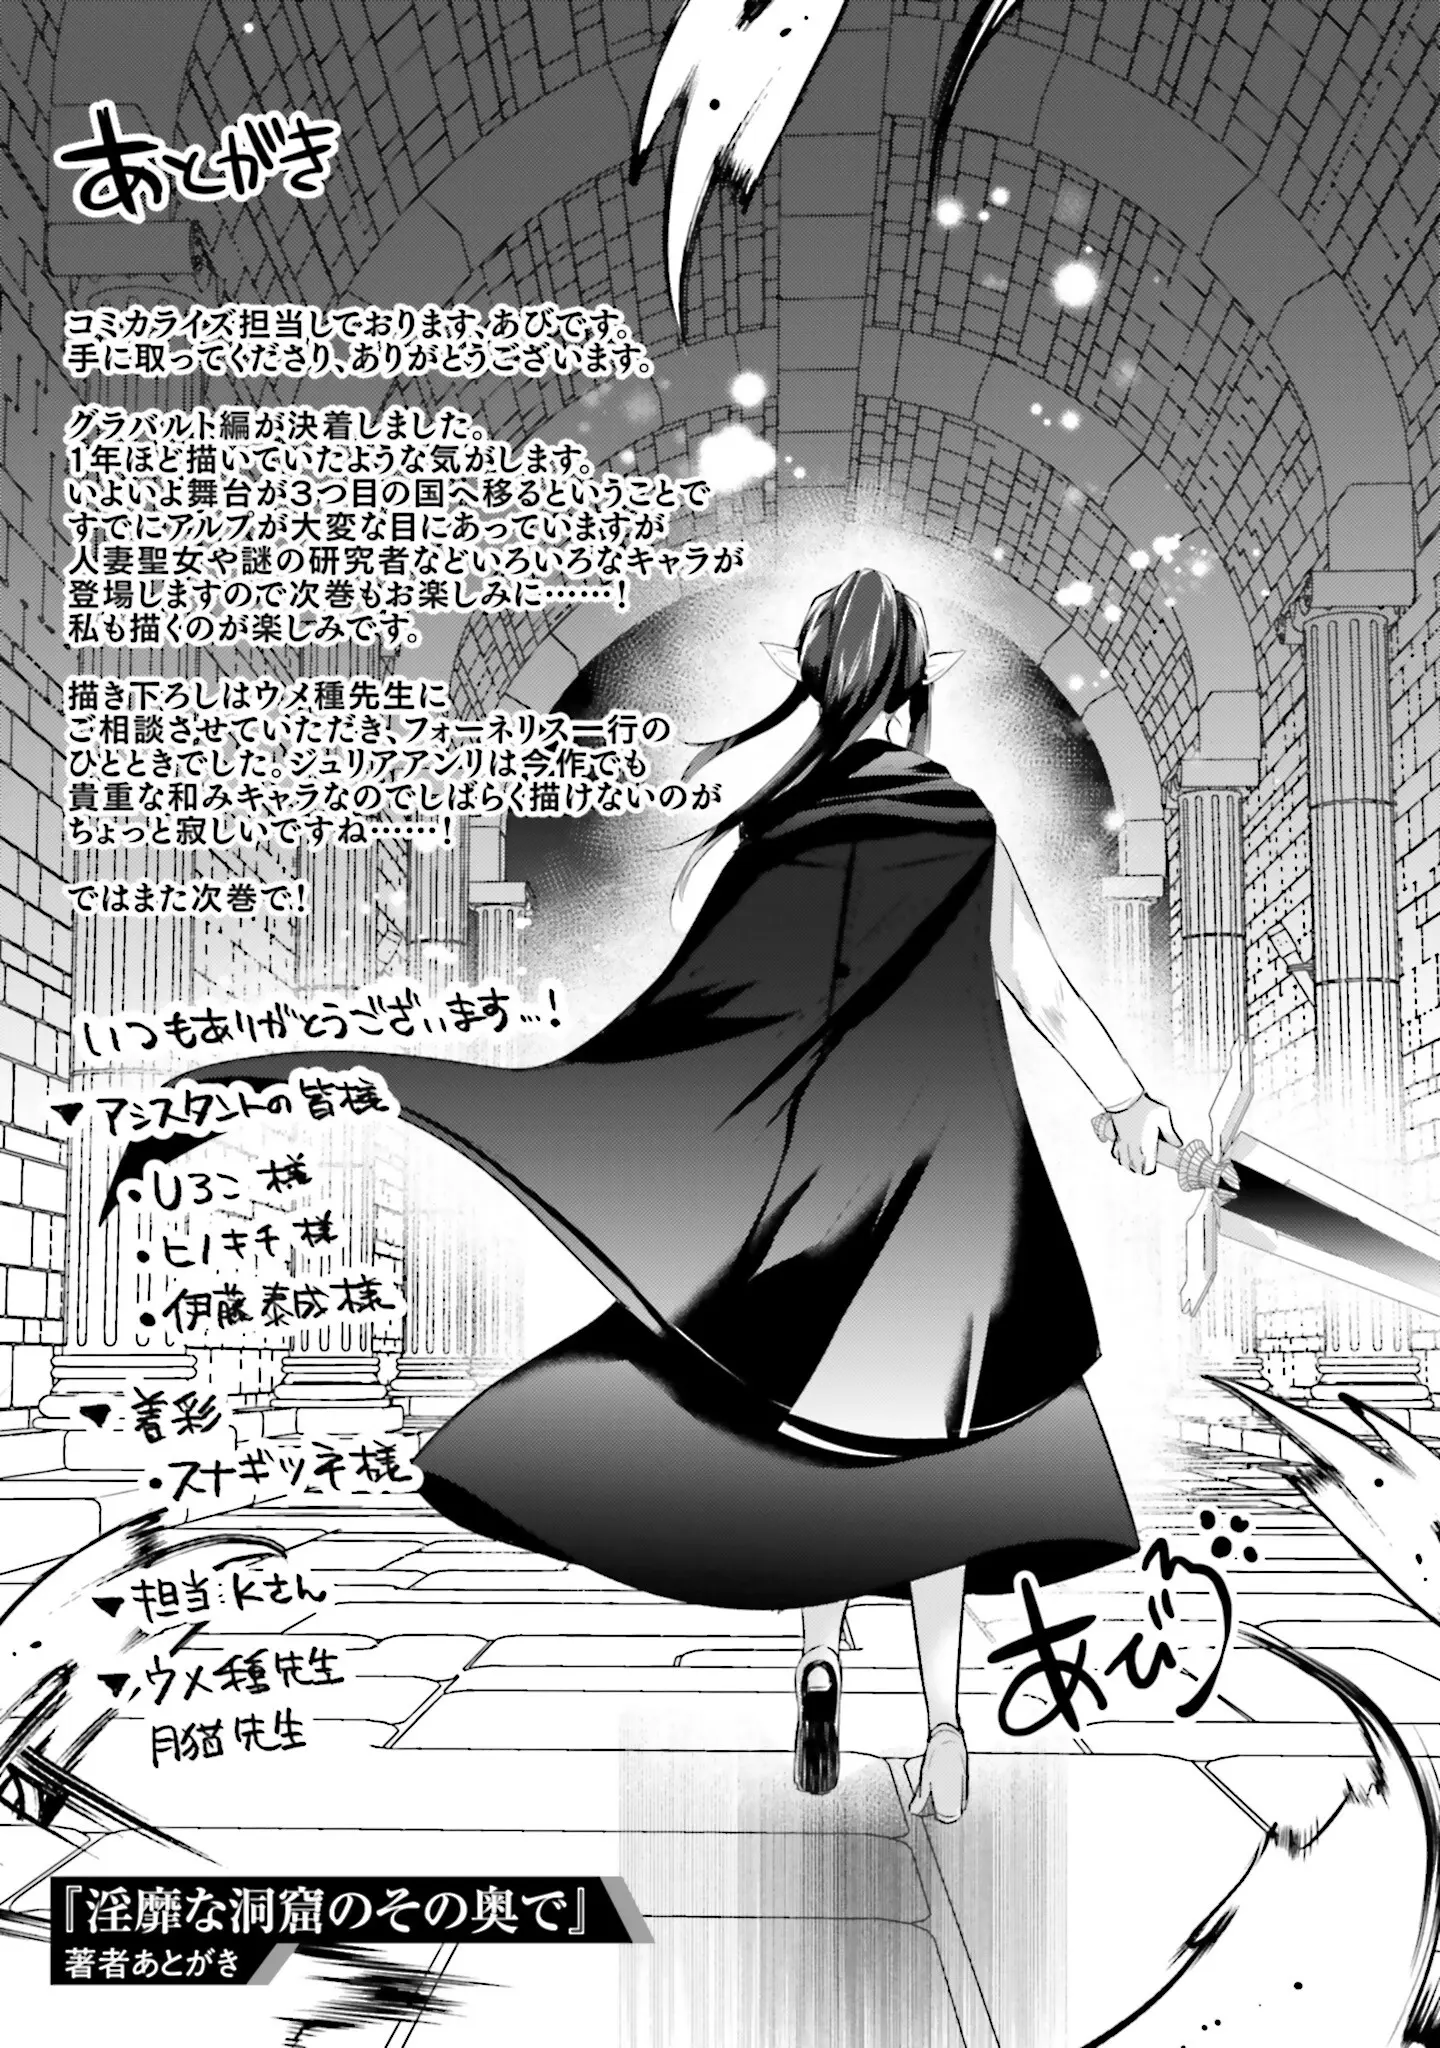 あとがき
コミカライズ担当しております、あびです。
手に取ってくださり、ありがとうございます。
グラバルト編が決着しました。
1年ほど描いていたような気がします。
いよいよ舞台が3つ目の国へ移るということで
すでにアルプが大変な目にあっていますが
人妻聖女や謎の研究者などいろいろなキャラが
登場しますので次巻もお楽しみに……！
私も描くのが楽しみです。
描き下ろしはウメ種先生に
ご相談させていただき、フォーネリス一行の
ひとときでした。ジュリアアンリは今作でも
貴重な和みキャラなのでしばらく描けないのが
ちょっと寂しいですね……！
ではまた次巻で！
いつもありがとうございます…！
▼アシスタントの皆様
・うろこ様
・ヒノキチ様
・伊藤泰成様
▼着彩
・スナギツネ様
▼担当Kさん
▼ウメ種先生
月猫先生
あび
『淫靡な洞窟のその奥で』
著者あとがき